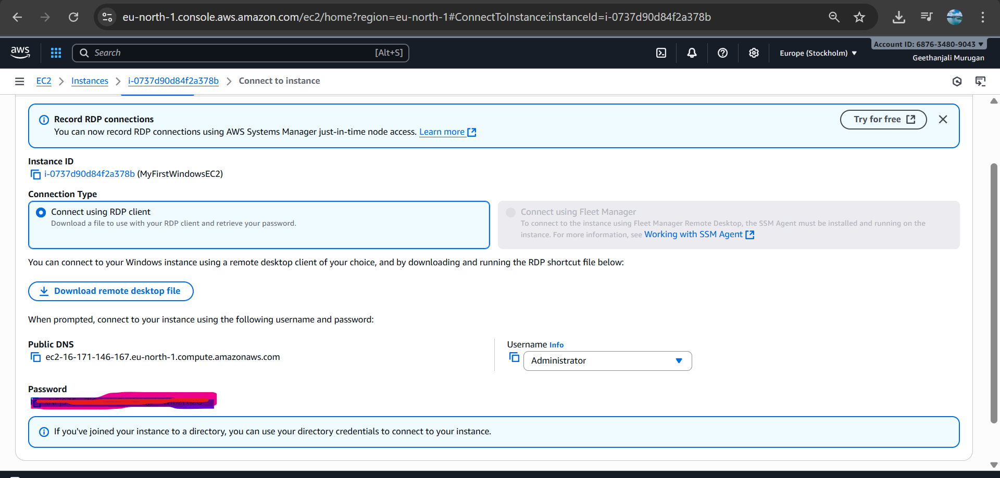 eu-north-1.console.aws.amazon.com/ec2/home?region=eu-north-1#ConnectToInstance:instanceId=i-0737d90d84f2a378b
aws
Search
[Alt+S]
Europe (Stockholm)
Account ID: 6876-3480-9043
Geethanjali Murugan
EC2
Instances
i-0737d90d84f2a378b
Connect to instance
Record RDP connections
You can now record RDP connections using AWS Systems Manager just-in-time node access. Learn more
Try for free
Instance ID
i-0737d90d84f2a378b (MyFirstWindowsEC2)
Connection Type
Connect using RDP client
Download a file to use with your RDP client and retrieve your password.
Connect using Fleet Manager
To connect to the instance using Fleet Manager Remote Desktop, the SSM Agent must be installed and running on the
instance. For more information, see Working with SSM Agent
You can connect to your Windows instance using a remote desktop client of your choice, and by downloading and running the RDP shortcut file below:
Download remote desktop file
When prompted, connect to your instance using the following username and password:
Public DNS
ec2-16-171-146-167.eu-north-1.compute.amazonaws.com
Username Info
Administrator
Password
If you've joined your instance to a directory, you can use your directory credentials to connect to your instance.